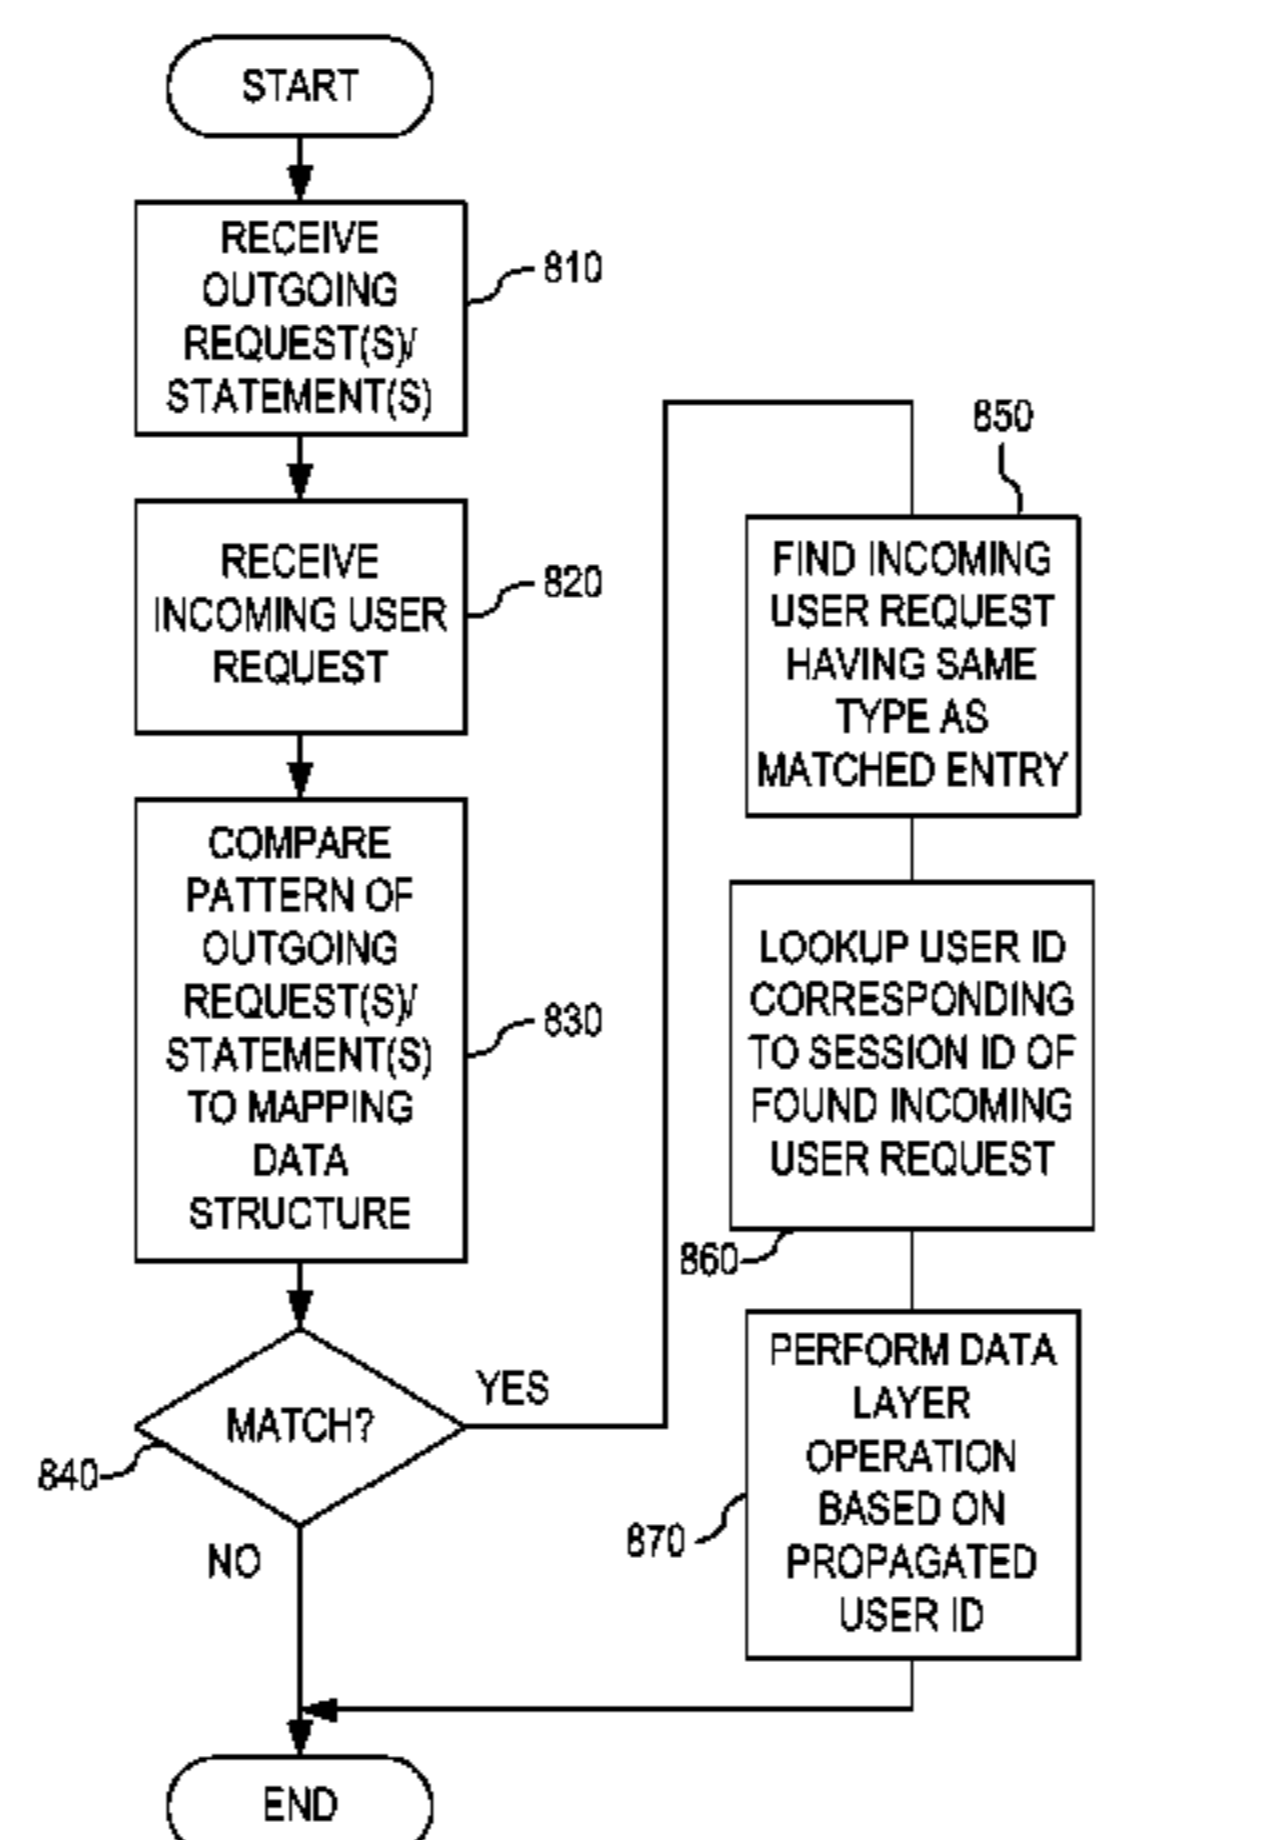 START
RECEIVE
OUTGOING
REQUEST(S)/
STATEMENT(S)
810
RECEIVE
INCOMING USER
REQUEST
820
COMPARE
PATTERN OF
OUTGOING
REQUEST(S)/
STATEMENT(S)
TO MAPPING
DATA
STRUCTURE
830
MATCH?
840
YES
NO
850
FIND INCOMING
USER REQUEST
HAVING SAME
TYPE AS
MATCHED ENTRY
LOOKUP USER ID
CORRESPONDING
TO SESSION ID OF
FOUND INCOMING
USER REQUEST
860
PERFORM DATA
LAYER
OPERATION
BASED ON
PROPAGATED
USER ID
870
END